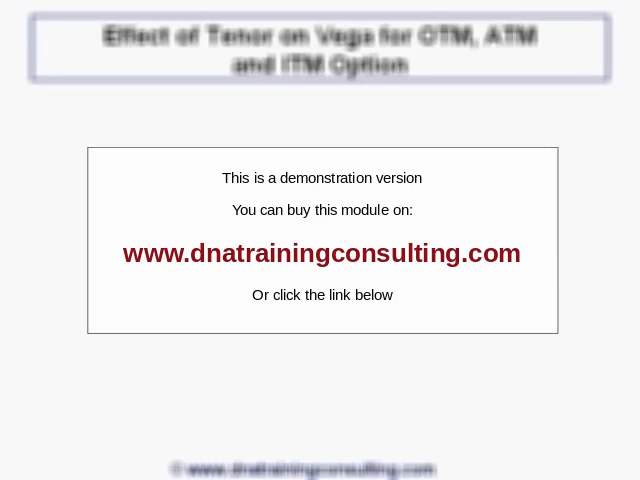 Effect of Tenor on Vega for OTM, ATM
and ITM Option
This is a demonstration version
You can buy this module on:
www.dnatrainingconsulting.com
Or click the link below
© www.dnatrainingconsulting.com